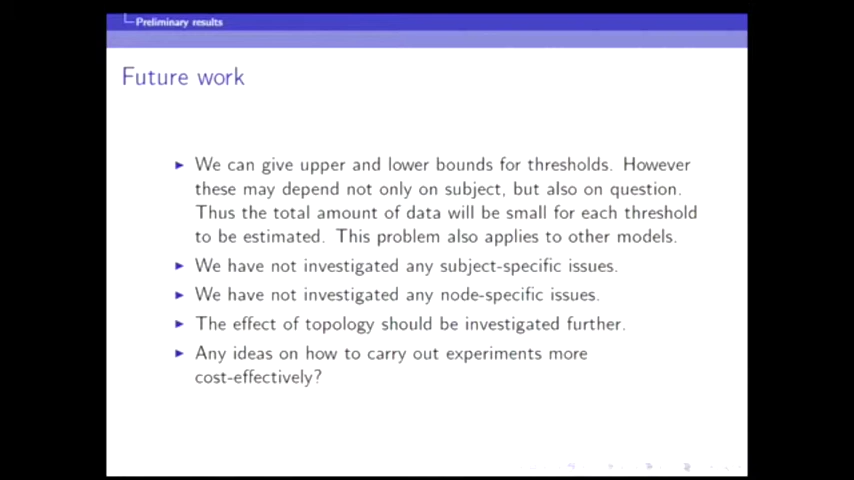 Preliminary results
Future work
▶ We can give upper and lower bounds for thresholds. However
these may depend not only on subject, but also on question.
Thus the total amount of data will be small for each threshold
to be estimated. This problem also applies to other models.
▶ We have not investigated any subject-specific issues.
▶ We have not investigated any node-specific issues.
▶ The effect of topology should be investigated further.
▶ Any ideas on how to carry out experiments more
cost-effectively?